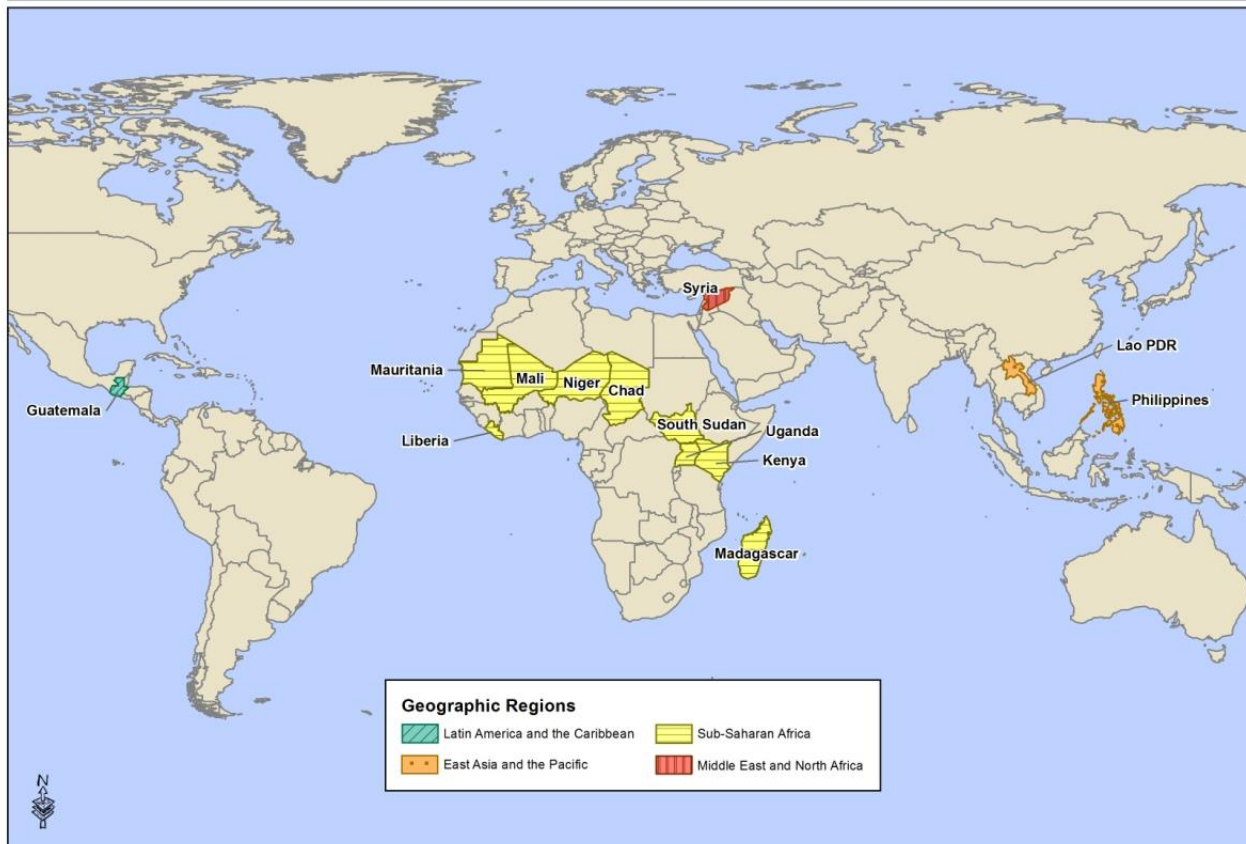 Syria
Lao PDR
Mauritania
Mali
Niger
Chad
Philippines
Guatemala
South Sudan
Uganda
Liberia
Kenya
Madagascar
Geographic Regions
Latin America and the Caribbean
Sub-Saharan Africa
East Asia and the Pacific
Middle East and North Africa
N